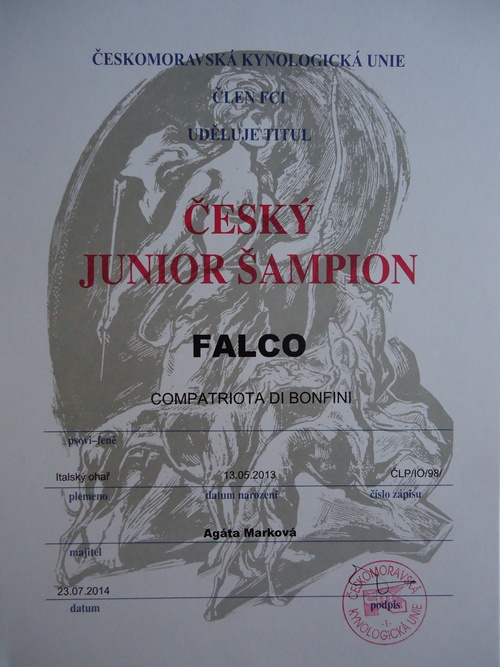 ČESKOMORAVSKÁ KYNOLOGICKÁ UNIE
ČLEN FCI
UDĚLUJE TITUL
ČESKÝ
JUNIOR ŠAMPION
FALCO
COMPATRIOTA DI BONFINI
psovi–feně
Italský ohař 13.05.2013 ČLP/IO/98
plemeno datum narození číslo zápisu
Agáta Marková
majitel
23.07.2014
datum podpis
ČESKOMORAVSKÁ
KYNOLOGICKÁ UNIE
-1-